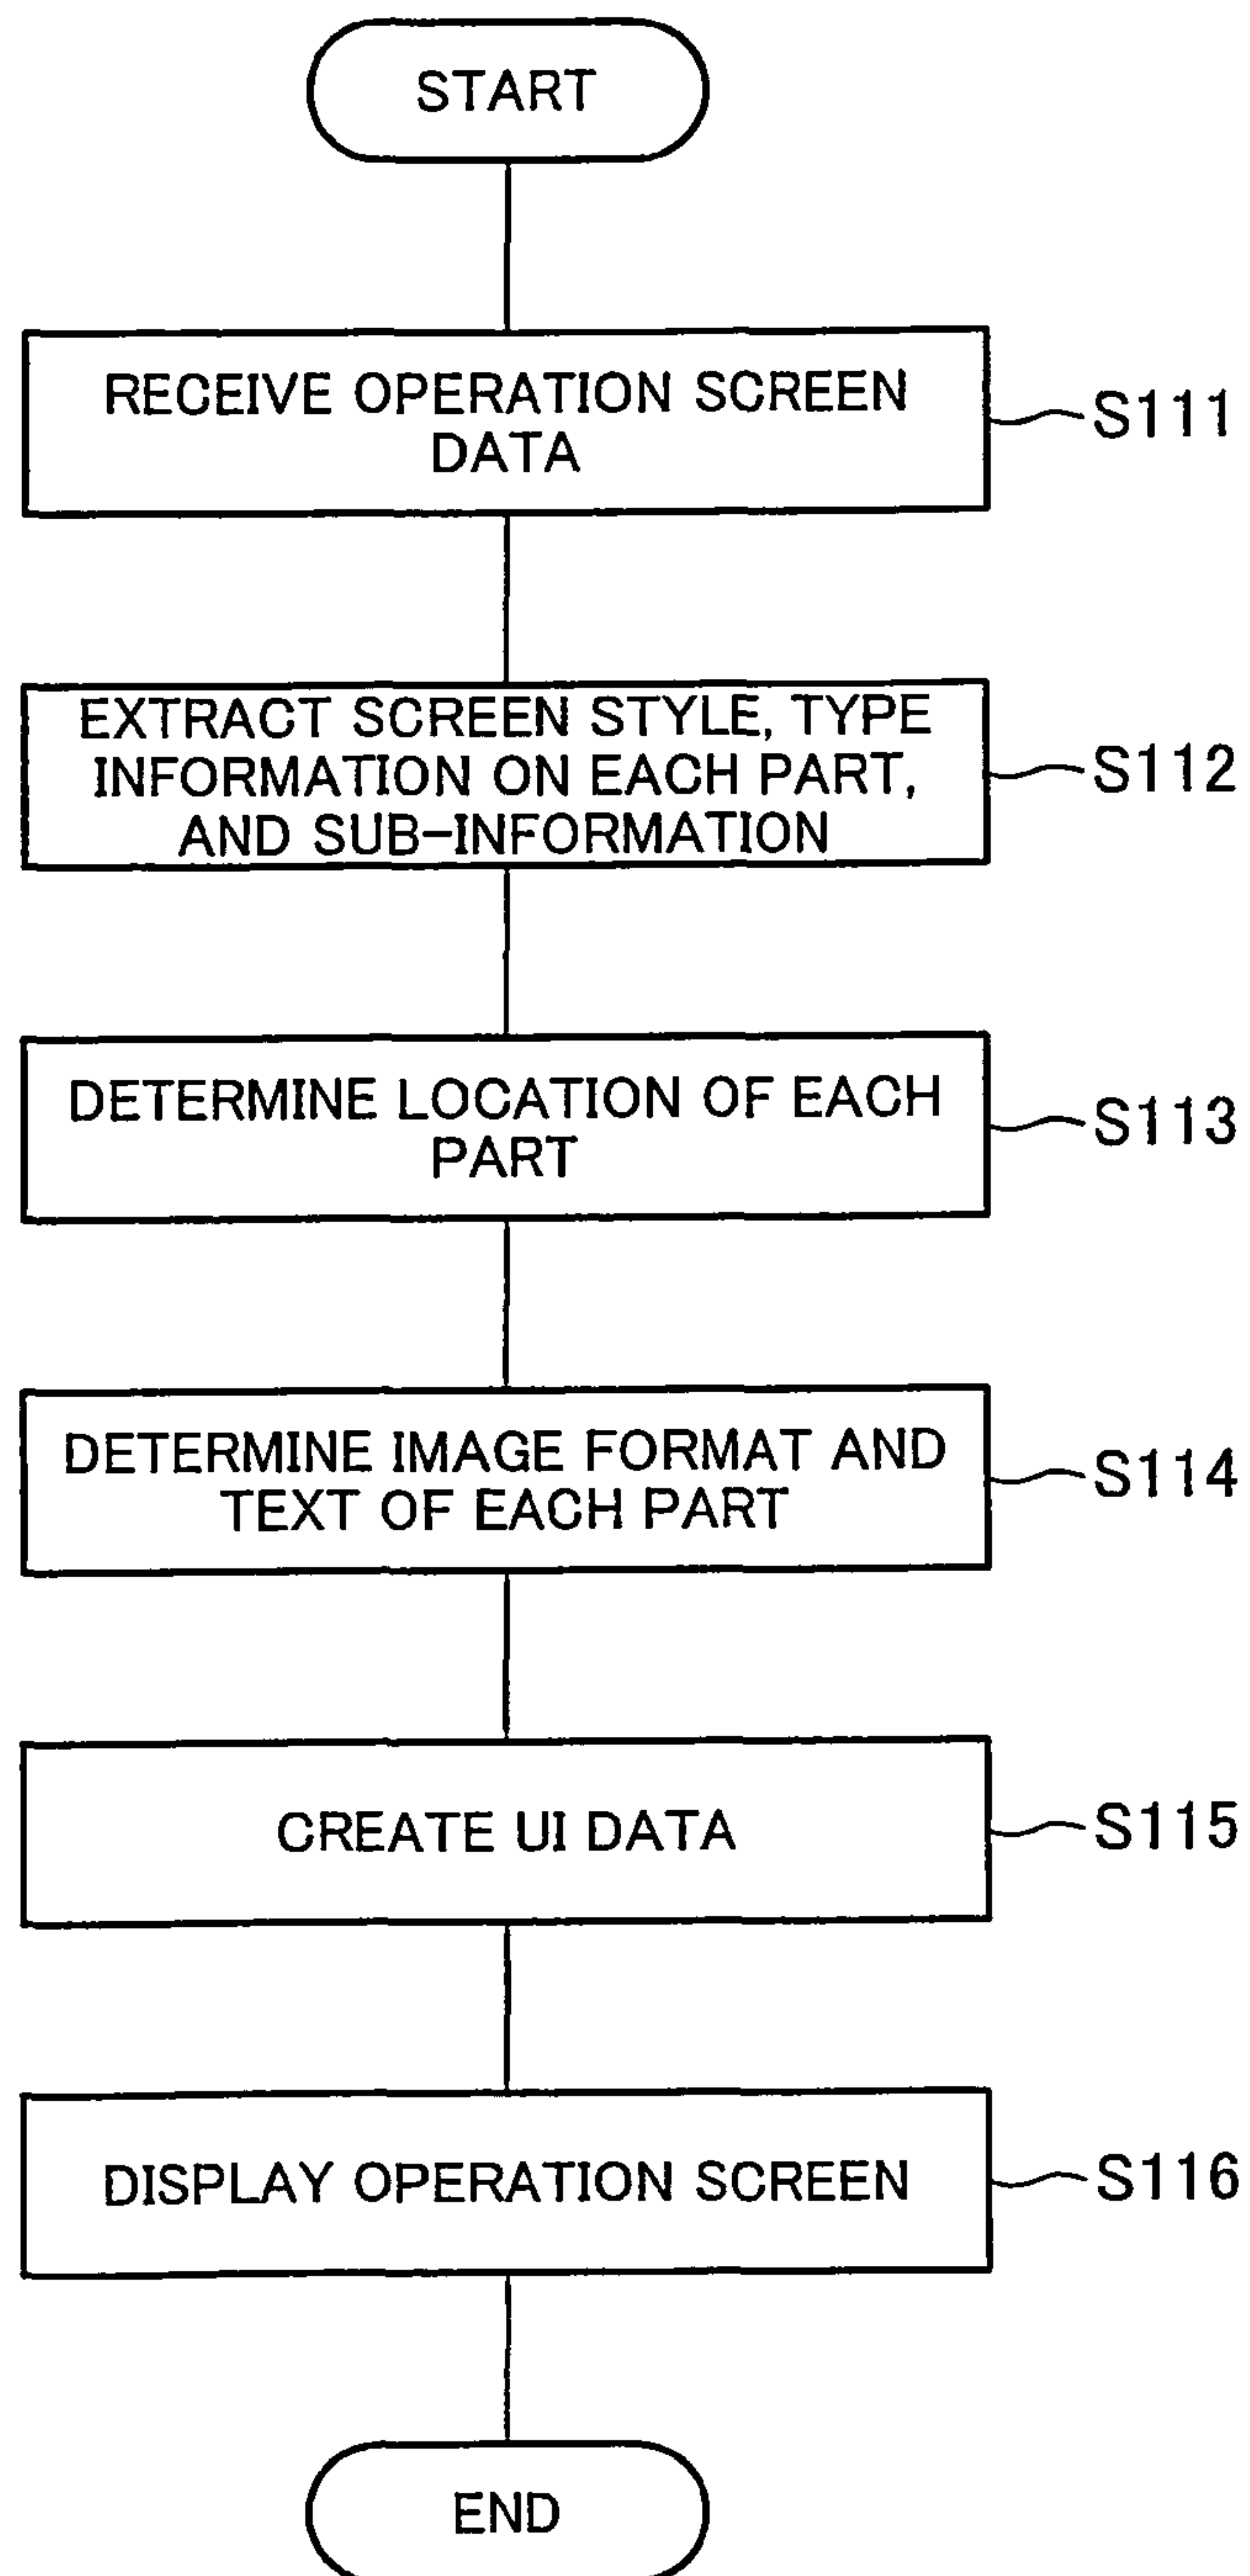 START
RECEIVE OPERATION SCREEN
DATA
S111
EXTRACT SCREEN STYLE, TYPE
INFORMATION ON EACH PART,
AND SUB-INFORMATION
S112
DETERMINE LOCATION OF EACH
PART
S113
DETERMINE IMAGE FORMAT AND
TEXT OF EACH PART
S114
CREATE UI DATA
S115
DISPLAY OPERATION SCREEN
S116
END